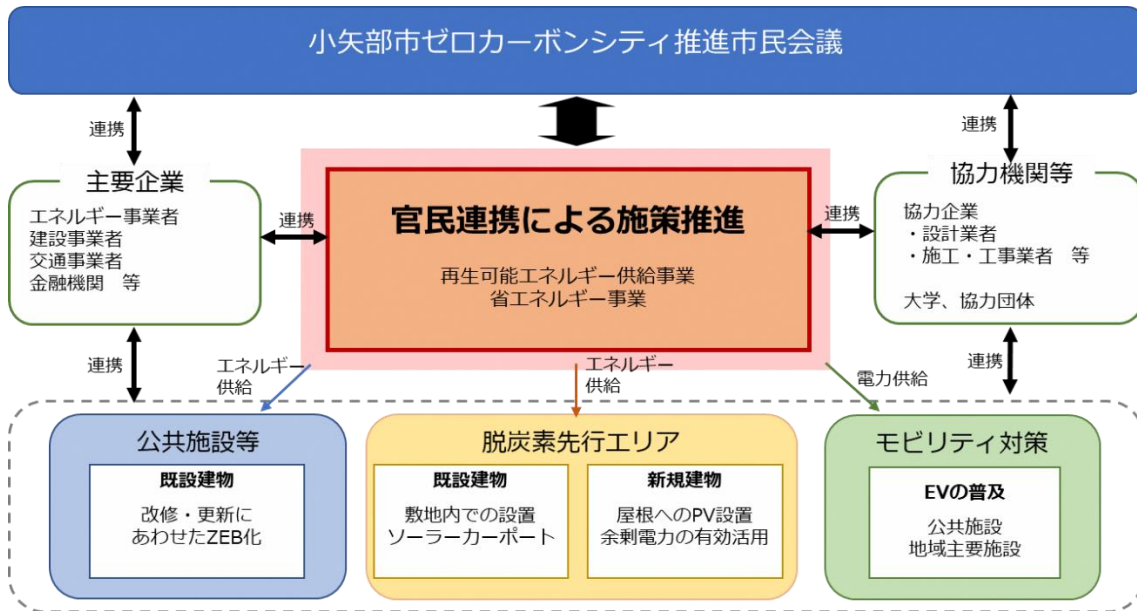 小矢部市ゼロカーボンシティ推進市民会議
連携
連携
主要企業
エネルギー事業者
建設事業者
交通事業者
金融機関　等
連携
官民連携による施策推進
再生可能エネルギー供給事業
省エネルギー事業
連携
協力機関等
協力企業
・設計業者
・施工・工事業者　等
大学、協力団体
連携
エネルギー
供給
エネルギー
供給
電力供給
連携
公共施設等
既設建物
改修・更新に
あわせたZEB化
脱炭素先行エリア
既設建物
敷地内での設置
ソーラーカーポート
新規建物
屋根へのPV設置
余剰電力の有効活用
モビリティ対策
EVの普及
公共施設
地域主要施設